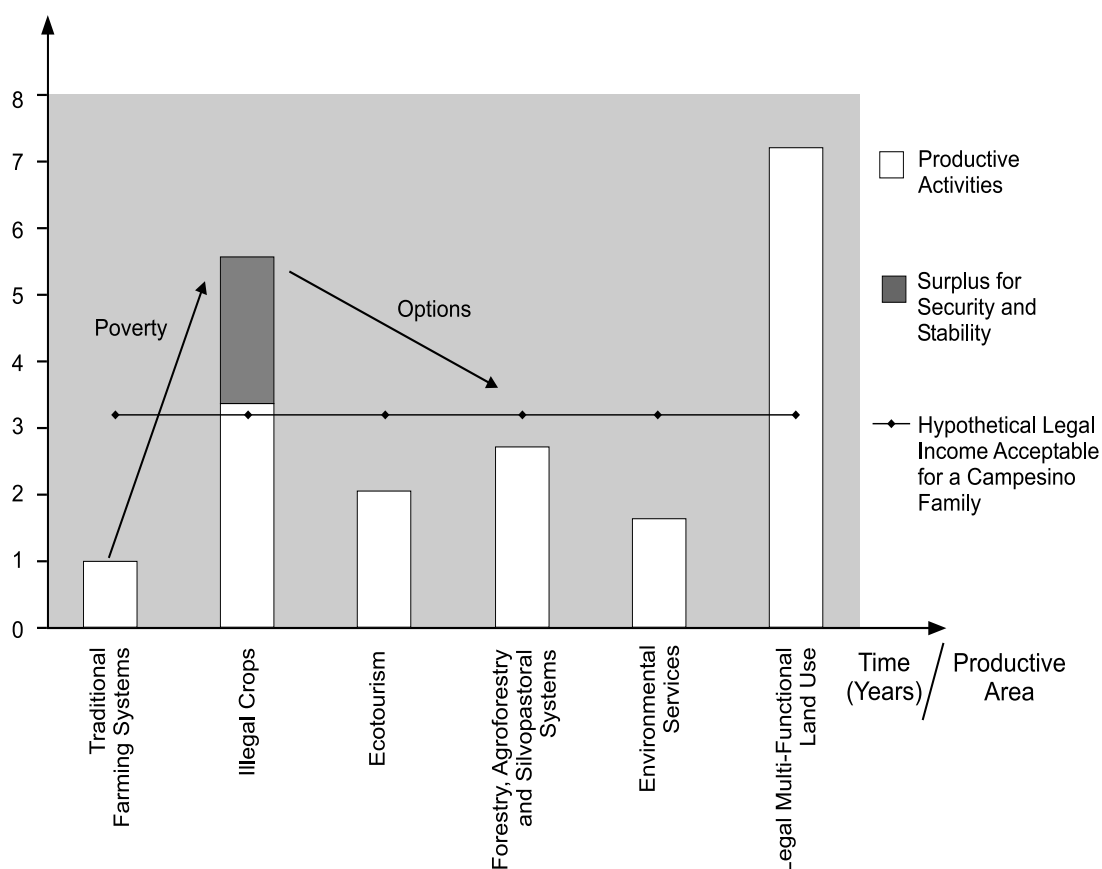 8
7
6
5
4
3
2
1
0
Poverty
Options
Productive
Activities
Surplus for
Security and
Stability
Hypothetical Legal
Income Acceptable
for a Campesino
Family
Traditional
Farming Systems
Illegal Crops
Ecotourism
Forestry, Agroforestry
and Silvopastoral
Systems
Environmental
Services
Legal Multi-Functional
Land Use
Time
(Years)
/
Productive
Area